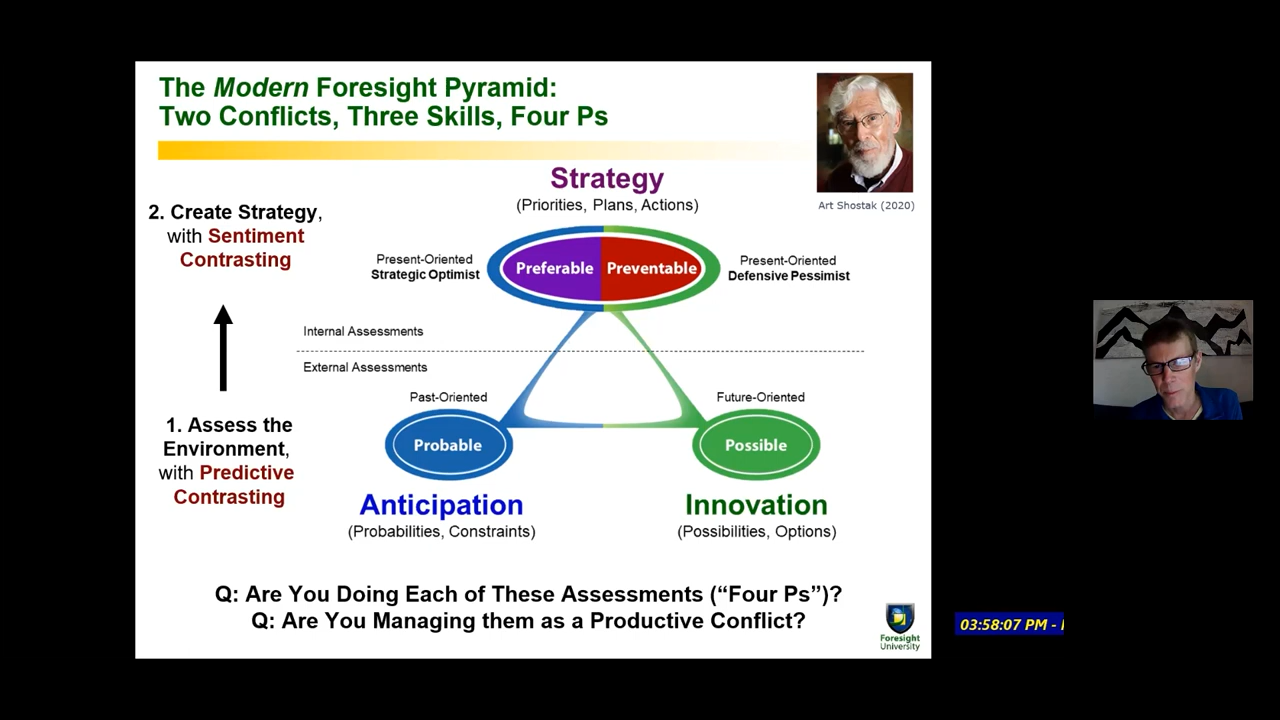 The Modern Foresight Pyramid:
Two Conflicts, Three Skills, Four Ps
Art Shostak (2020)
Strategy
(Priorities, Plans, Actions)
2. Create Strategy,
with Sentiment
Contrasting
Present-Oriented
Strategic Optimist
Preferable
Preventable
Present-Oriented
Defensive Pessimist
Internal Assessments
External Assessments
1. Assess the
Environment,
with Predictive
Contrasting
Past-Oriented
Probable
Anticipation
(Probabilities, Constraints)
Future-Oriented
Possible
Innovation
(Possibilities, Options)
Q: Are You Doing Each of These Assessments (“Four Ps”)?
Q: Are You Managing them as a Productive Conflict?
Foresight
University
03:58:07 PM -